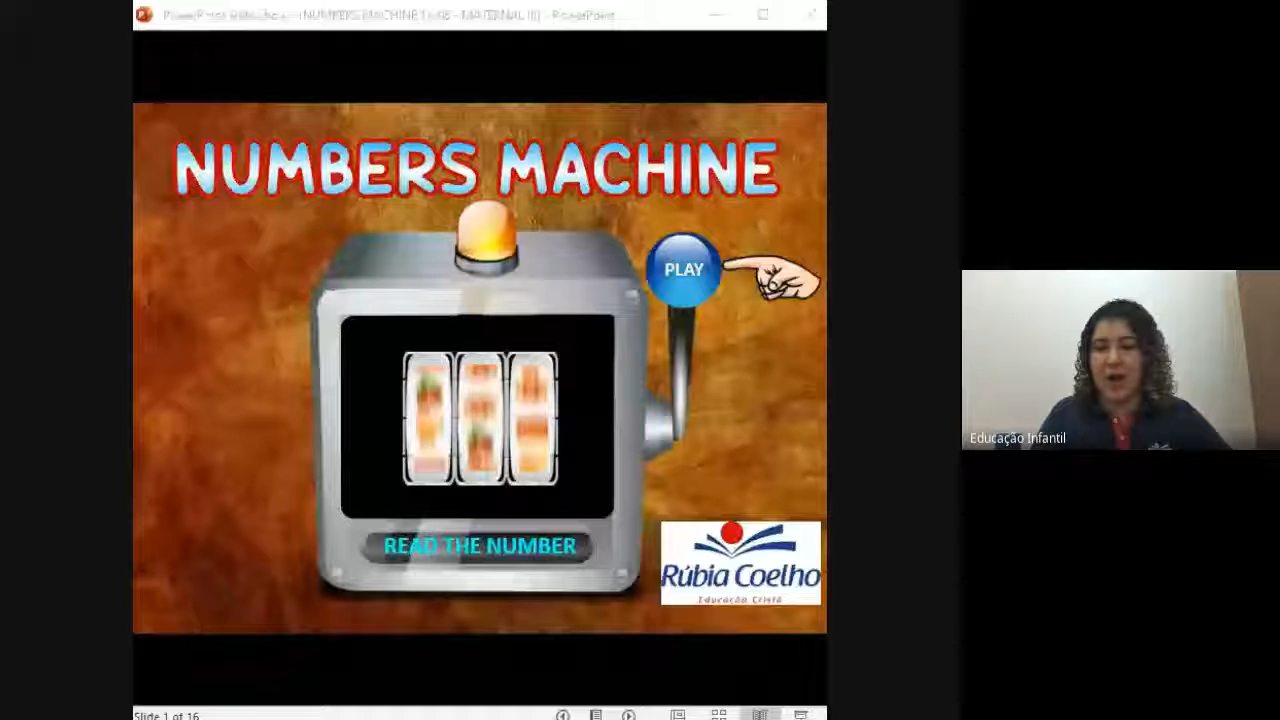 NUMBERS MACHINE
PLAY
READ THE NUMBER
Rúbia Coelho
Educação Cristã
Educação Infantil
Slide 1 of 16